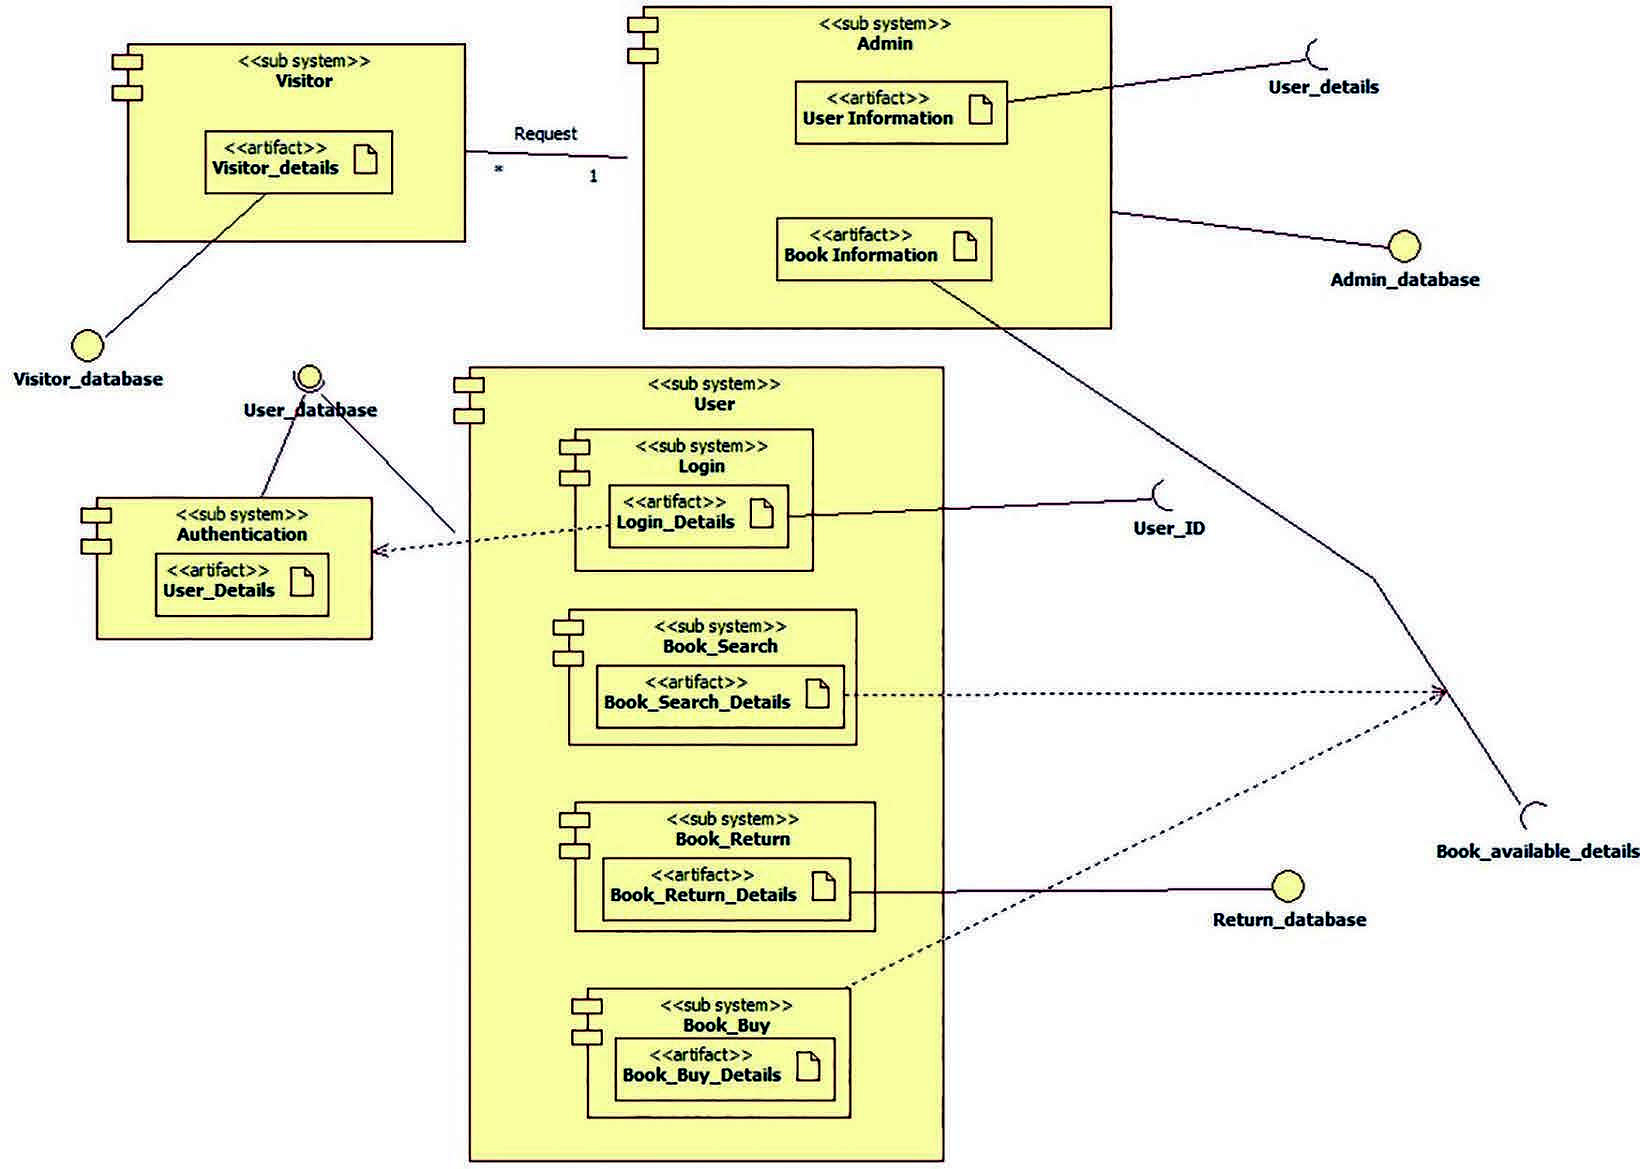 <<sub system>>
Visitor
<<artifact>>
Visitor_details
Visitor_database
Request
*
1
<<sub system>>
Admin
<<artifact>>
User Information
<<artifact>>
Book Information
User_details
Admin_database
User_database
<<sub system>>
Authentication
<<artifact>>
User_Details
<<sub system>>
User
<<sub system>>
Login
<<artifact>>
Login_Details
User_ID
<<sub system>>
Book_Search
<<artifact>>
Book_Search_Details
<<sub system>>
Book_Return
<<artifact>>
Book_Return_Details
Book_available_details
Return_database
<<sub system>>
Book_Buy
<<artifact>>
Book_Buy_Details